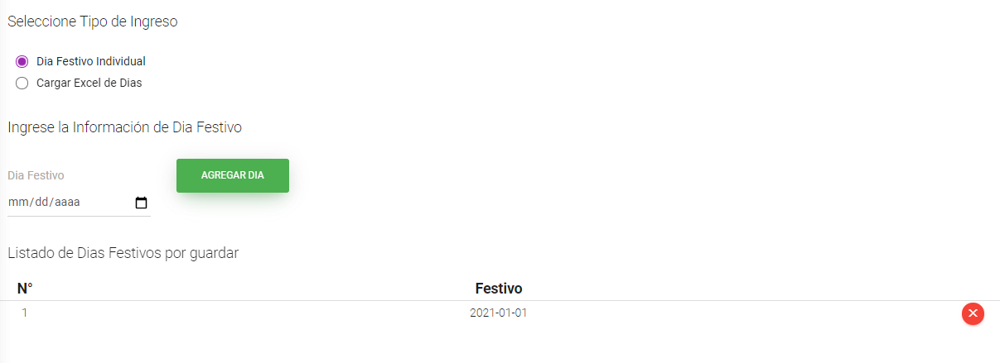 Seleccione Tipo de Ingreso
Dia Festivo Individual
Cargar Excel de Dias
Ingrese la Información de Dia Festivo
Dia Festivo
AGREGAR DIA
mm/dd/aaaa
Listado de Dias Festivos por guardar
N° Festivo
1 2021-01-01